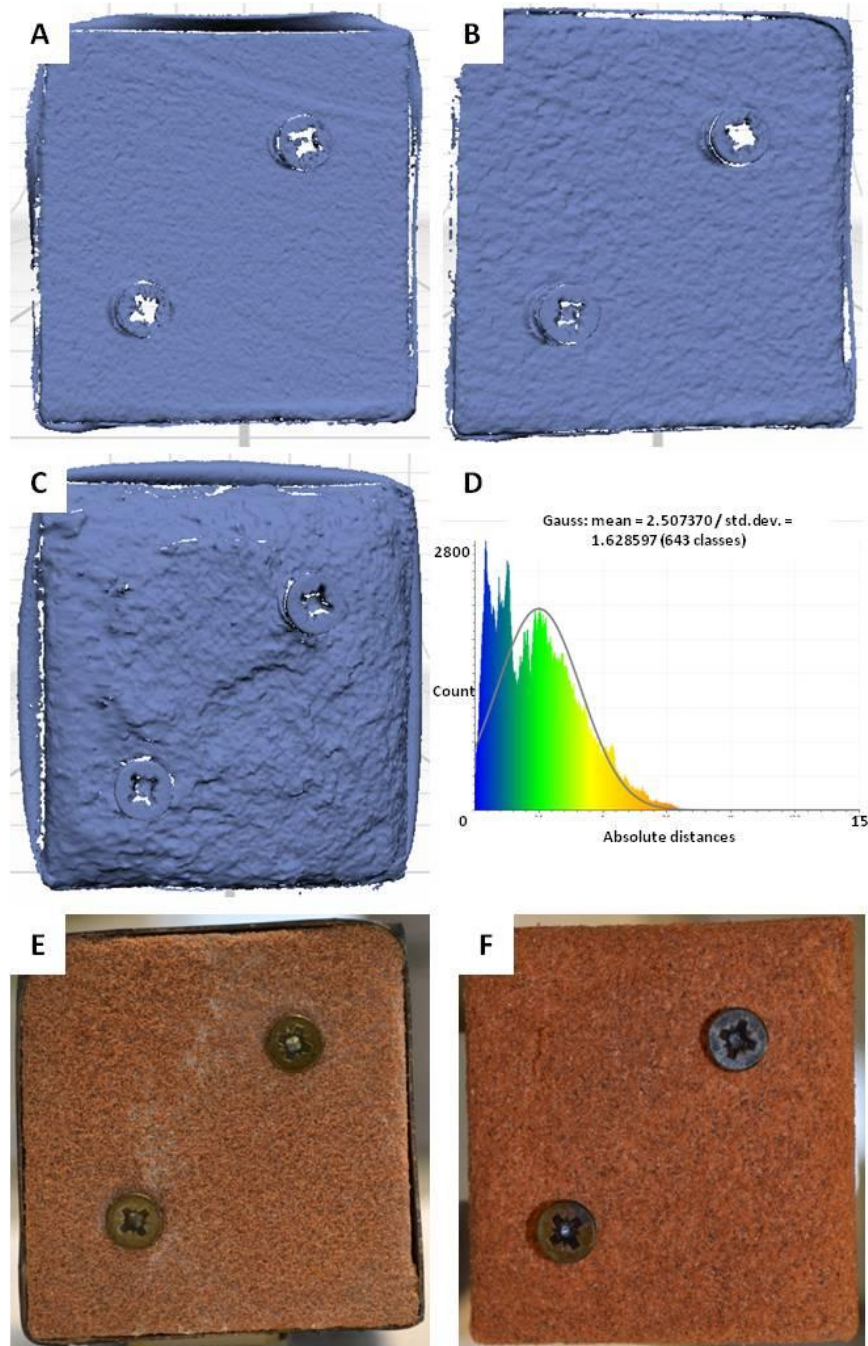 A
B
C
D
Gauss: mean = 2.507370 / std.dev. =
1.628597 (643 classes)
2800
Count
0
15
Absolute distances
E
F